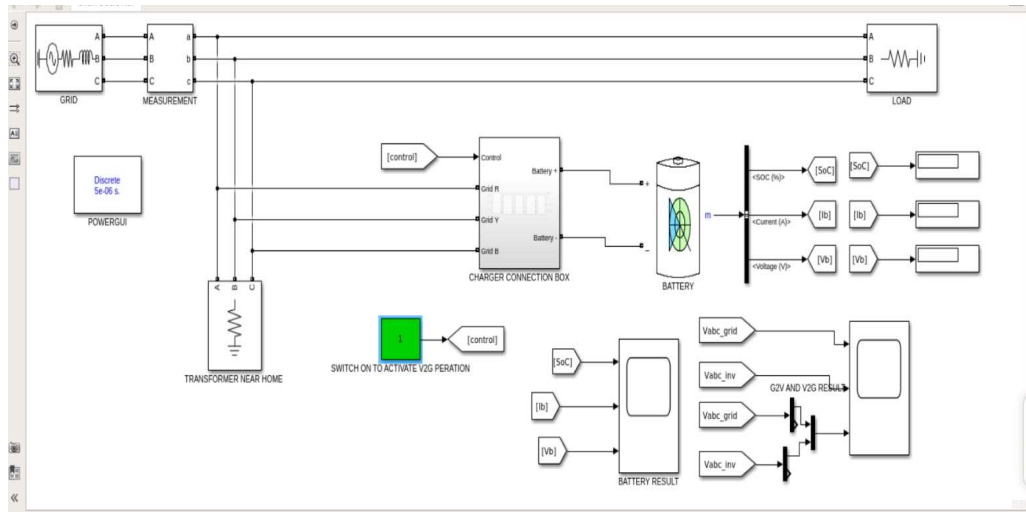 A
B
C
GRID
A
B
C
a
b
c
MEASUREMENT
A
B
C
LOAD
Discrete
5e-06 s.
POWERGUI
[control]
Control
Grid R
Grid Y
Grid B
Battery +
Battery -
CHARGER CONNECTION BOX
+
_
m
BATTERY
<SOC (%)>
<Current (A)>
<Voltage (V)>
[SoC]
[Ib]
[Vb]
[SoC]
[Ib]
[Vb]
A
B
C
TRANSFORMER NEAR HOME
1
[control]
SWITCH ON TO ACTIVATE V2G PERATION
[SoC]
[Ib]
[Vb]
BATTERY RESULT
Vabc_grid
Vabc_inv
G2V AND V2G RESULT
Vabc_grid
Vabc_inv